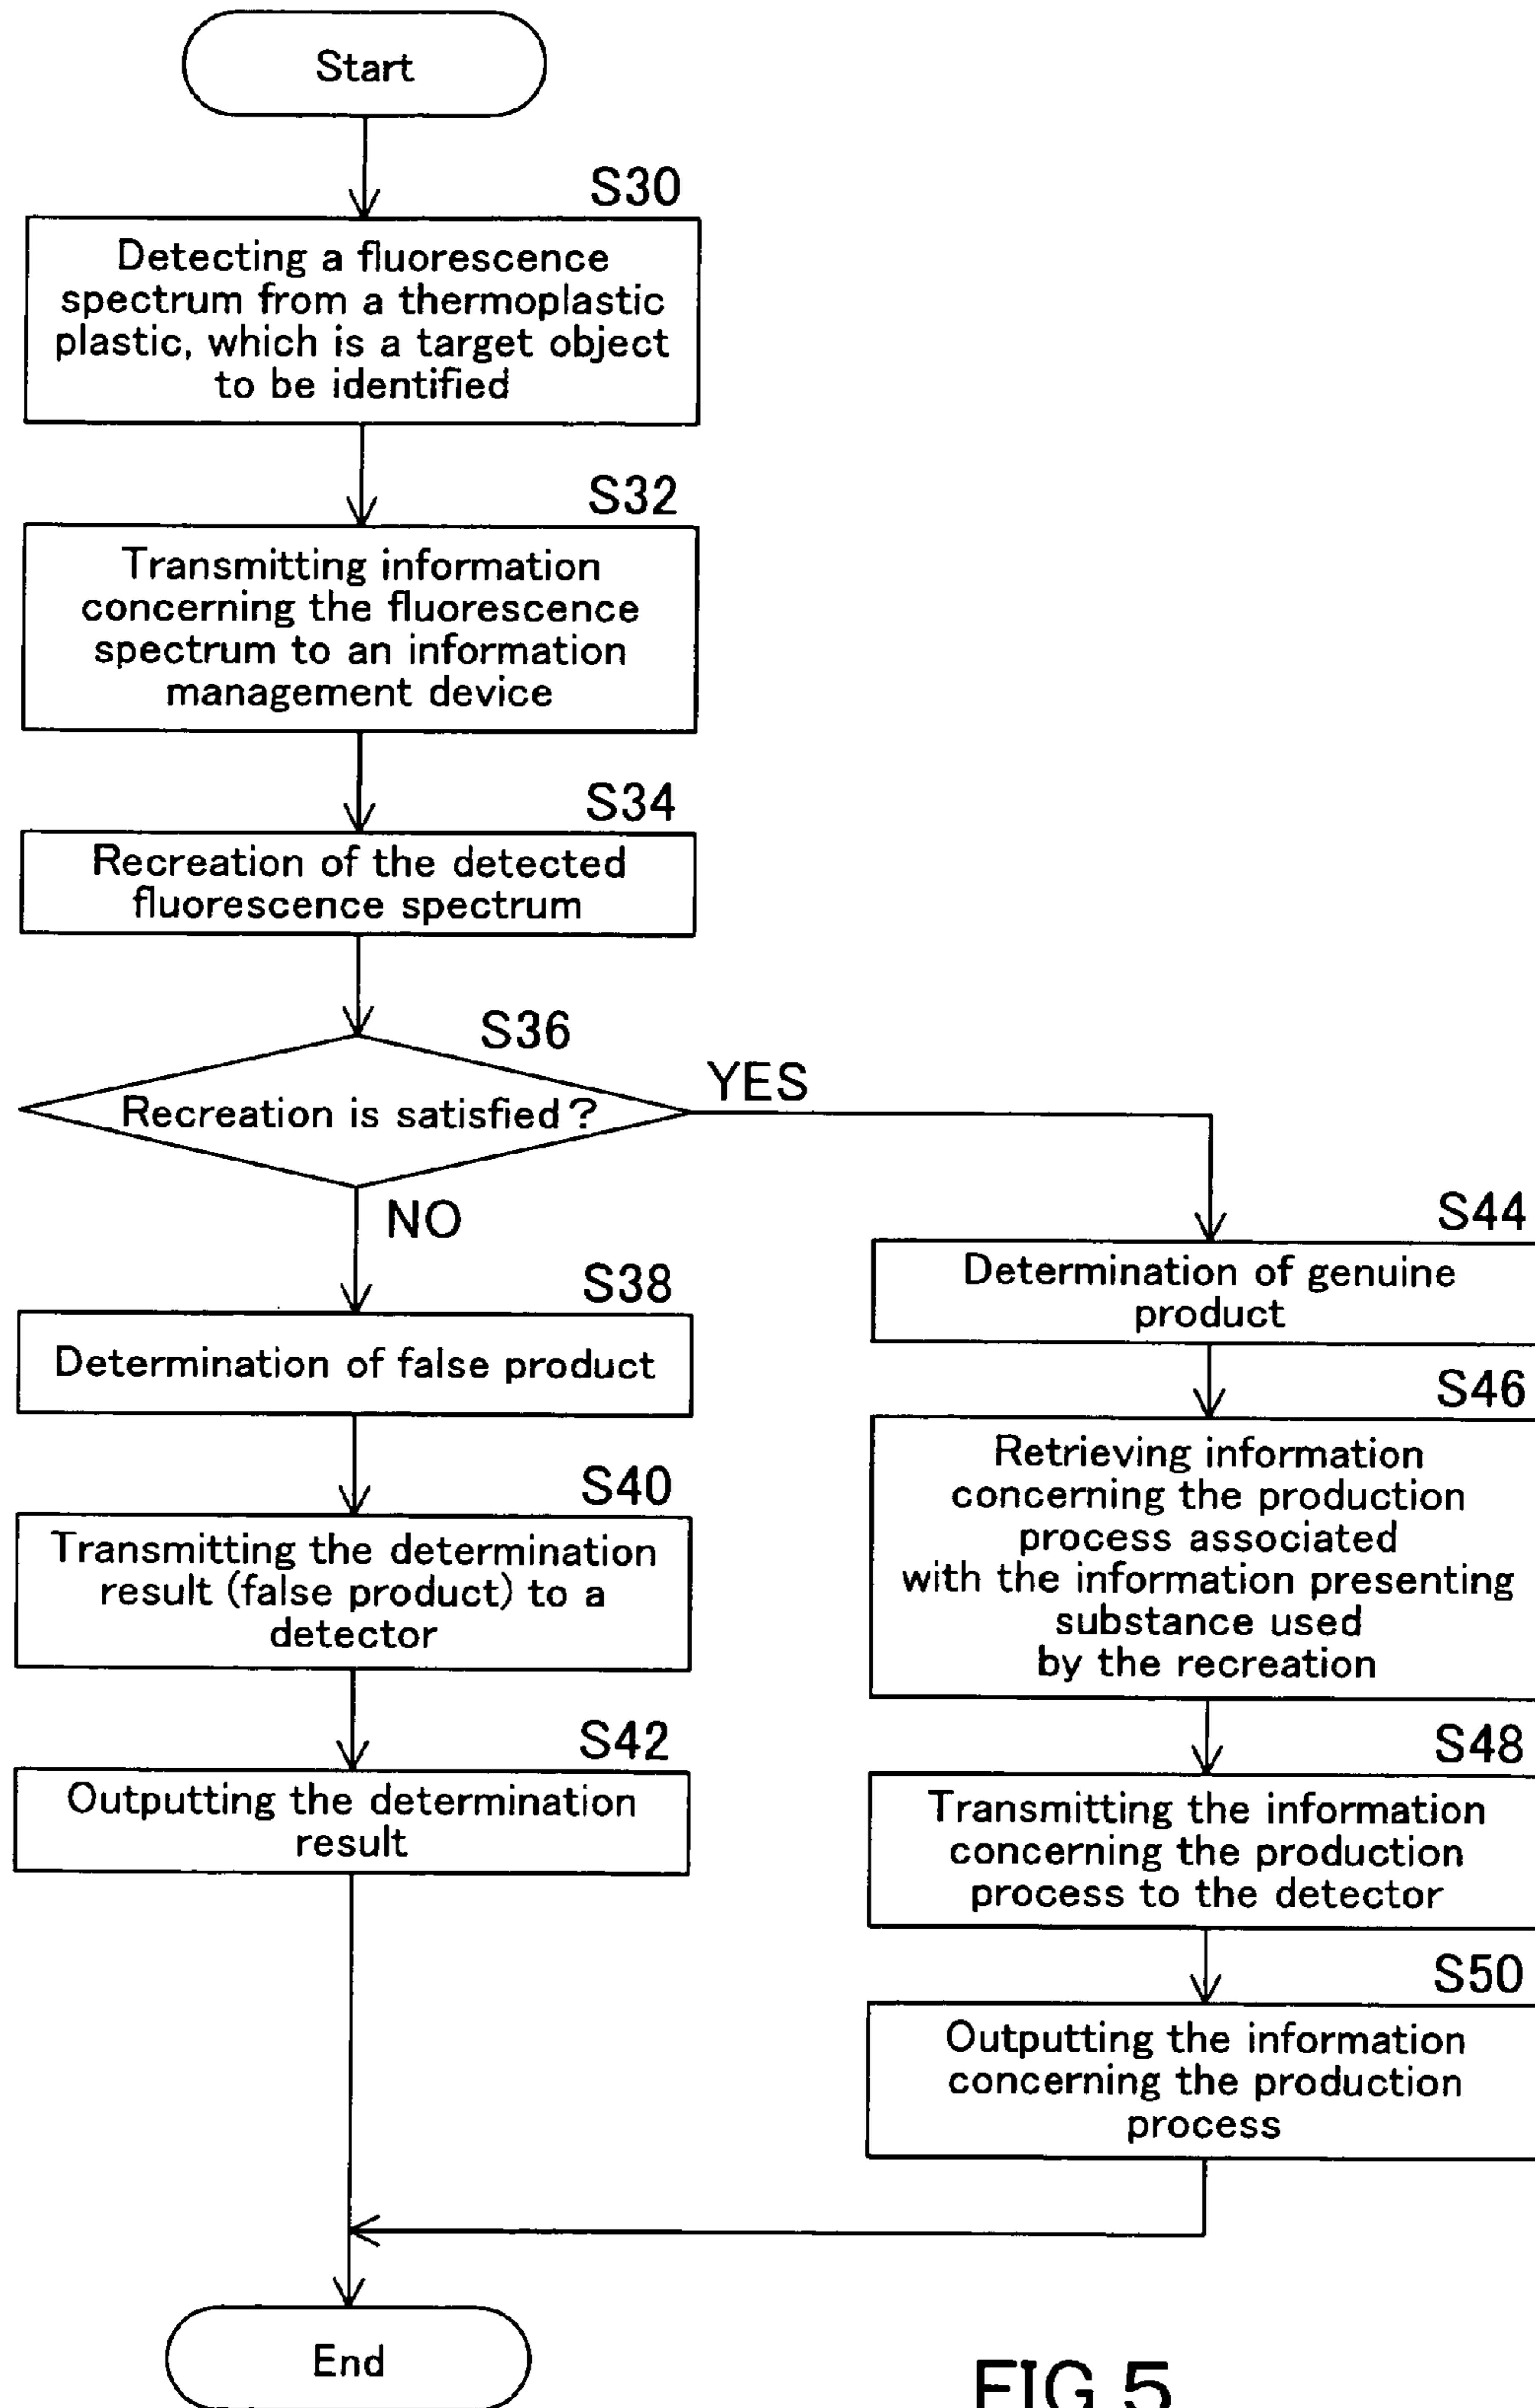 Start
S30
Detecting a fluorescence
spectrum from a thermoplastic
plastic, which is a target object
to be identified
S32
Transmitting information
concerning the fluorescence
spectrum to an information
management device
S34
Recreation of the detected
fluorescence spectrum
S36
Recreation is satisfied?
YES
NO
S38
Determination of false product
S40
Transmitting the determination
result (false product) to a
detector
S42
Outputting the determination
result
S44
Determination of genuine
product
S46
Retrieving information
concerning the production
process associated
with the information presenting
substance used
by the recreation
S48
Transmitting the information
concerning the production
process to the detector
S50
Outputting the information
concerning the production
process
End
FIG.5